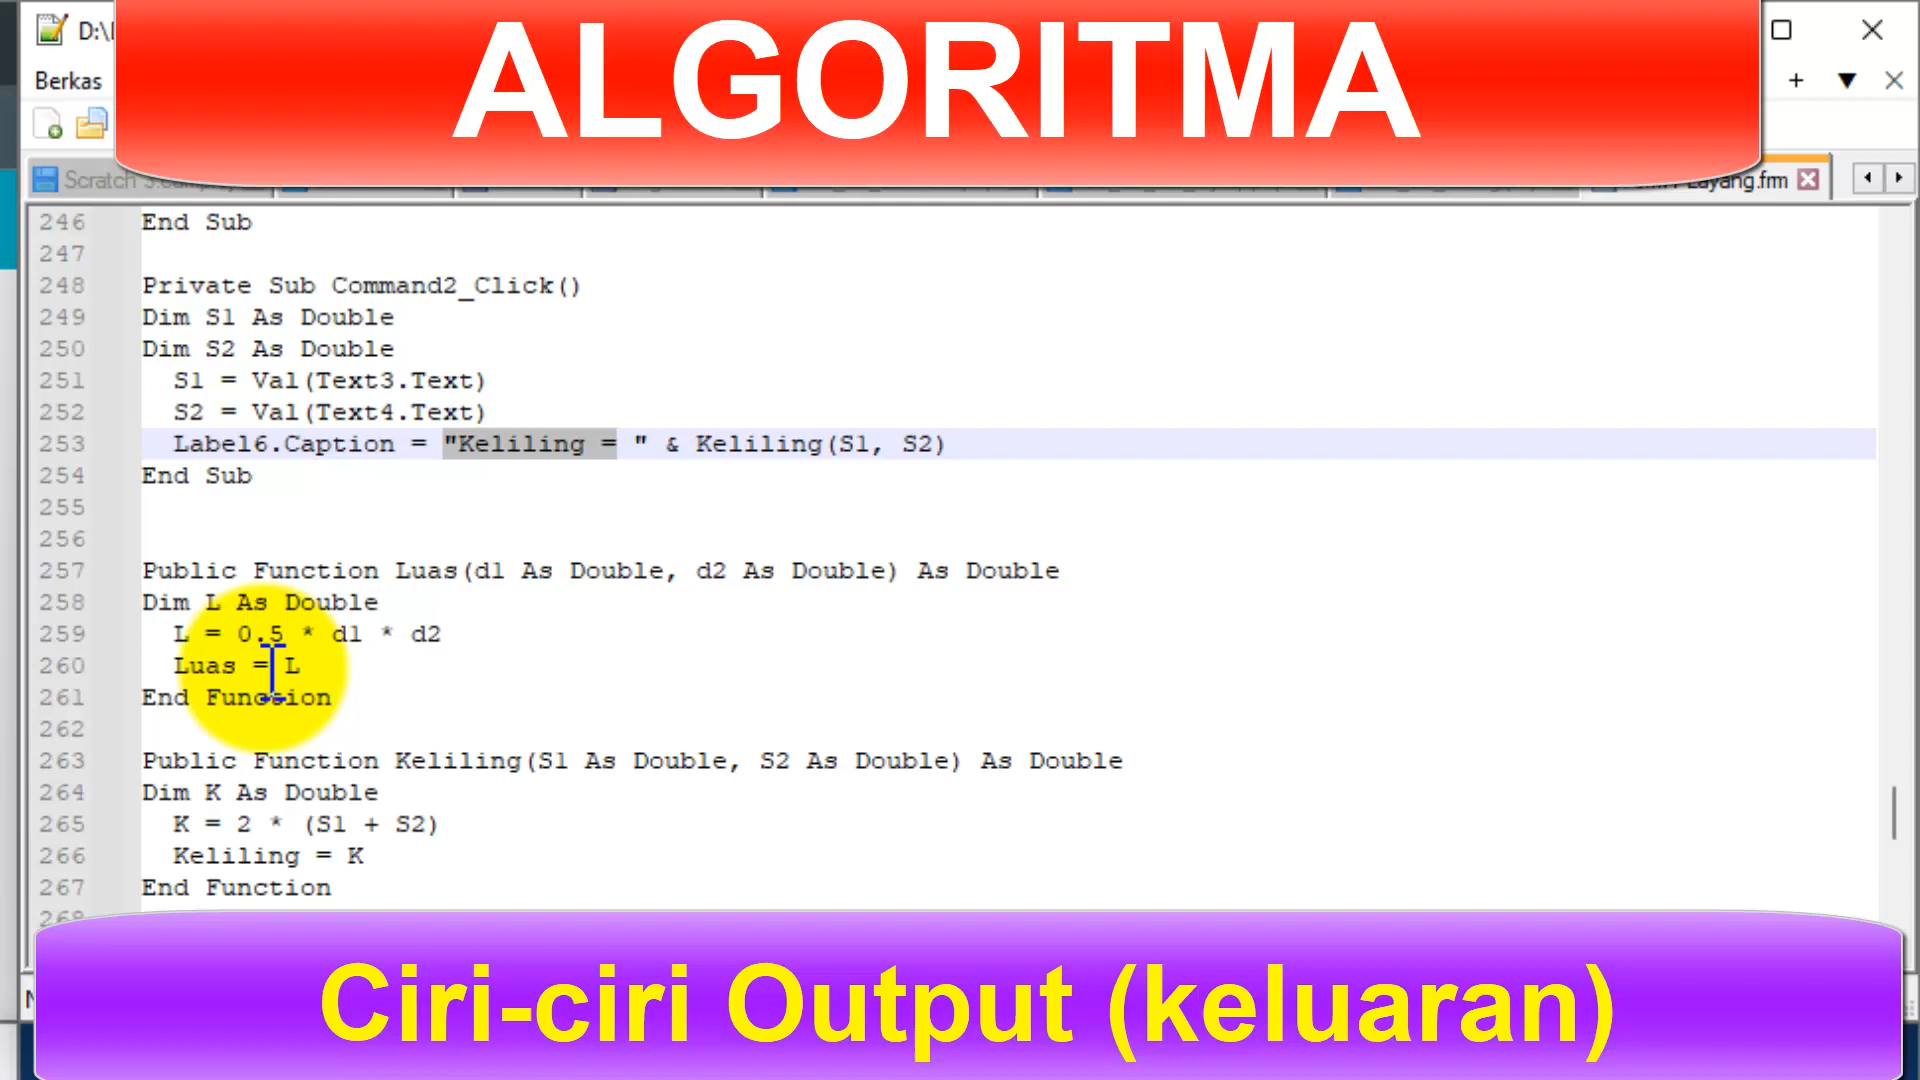 ALGORITMA
D:\
Berkas
Scratch
Layang.frm
246 End Sub
247
248 Private Sub Command2_Click()
249 Dim S1 As Double
250 Dim S2 As Double
251 S1 = Val(Text3.Text)
252 S2 = Val(Text4.Text)
253 Label6.Caption = "Keliling = " & Keliling(S1, S2)
254 End Sub
255
256
257 Public Function Luas(d1 As Double, d2 As Double) As Double
258 Dim L As Double
259 L = 0.5 * d1 * d2
260 Luas = L
261 End Function
262
263 Public Function Keliling(S1 As Double, S2 As Double) As Double
264 Dim K As Double
265 K = 2 * (S1 + S2)
266 Keliling = K
267 End Function
268
Ciri-ciri Output (keluaran)